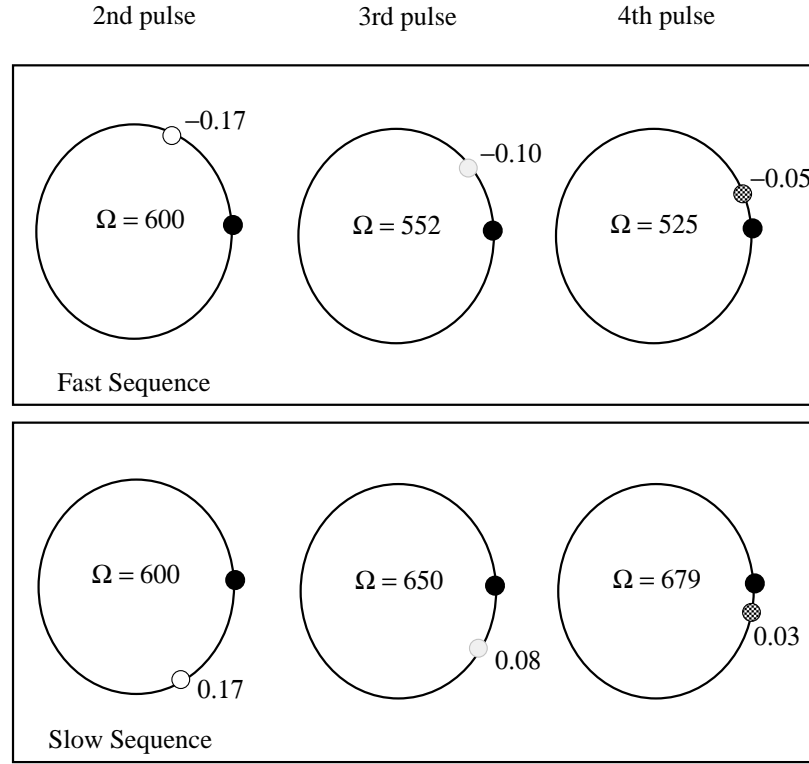 2nd pulse 3rd pulse 4th pulse
–0.17
–0.10
–0.05
Ω = 600
Ω = 552
Ω = 525
Fast Sequence
Ω = 600
Ω = 650
Ω = 679
0.17
0.08
0.03
Slow Sequence